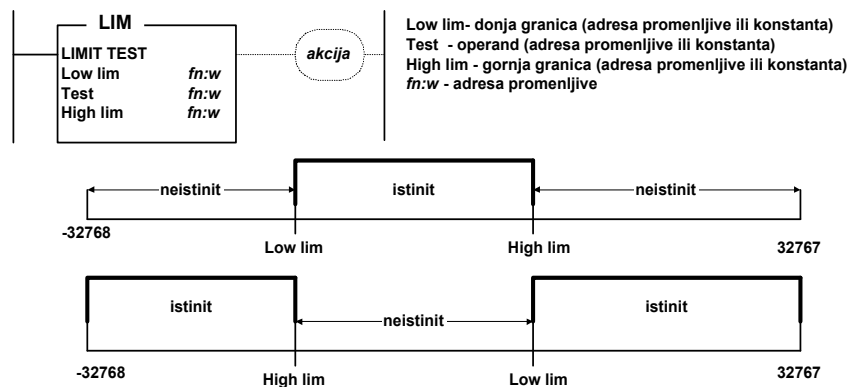 LIM
LIMIT TEST
Low lim fn:w
Test fn:w
High lim fn:w
akcija
Low lim- donja granica (adresa promenljive ili konstanta)
Test - operand (adresa promenljive ili konstanta)
High lim - gornja granica (adresa promenljive ili konstanta)
fn:w - adresa promenljive
neistinit istinit neistinit
-32768 Low lim High lim 32767
istinit neistinit istinit
-32768 High lim Low lim 32767